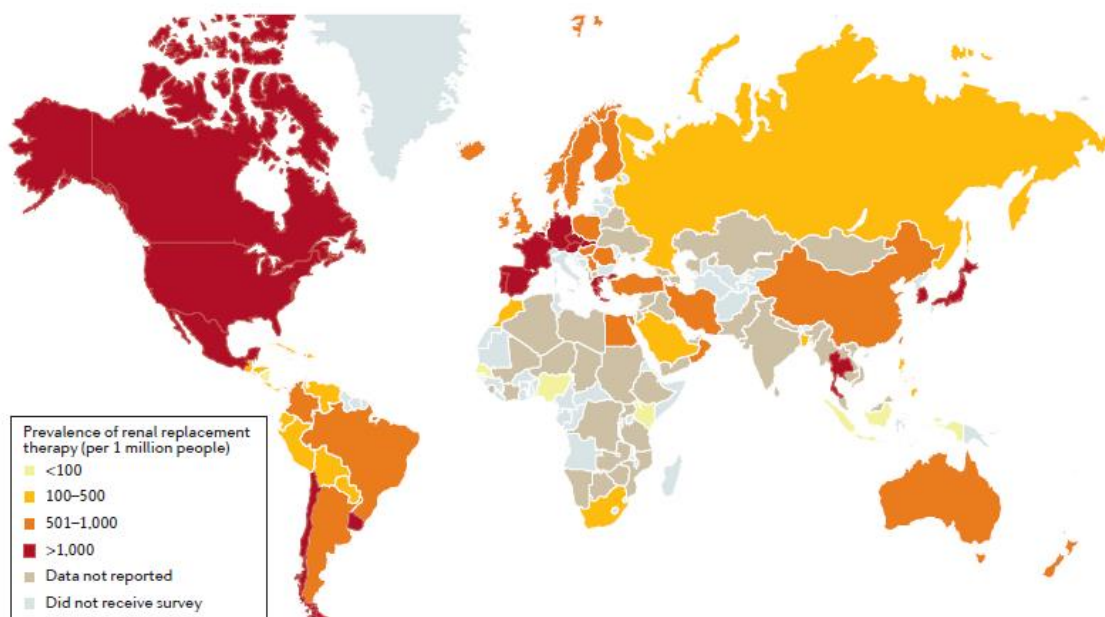 Prevalence of renal replacement
therapy (per 1 million people)
<100
100–500
501–1,000
>1,000
Data not reported
Did not receive survey